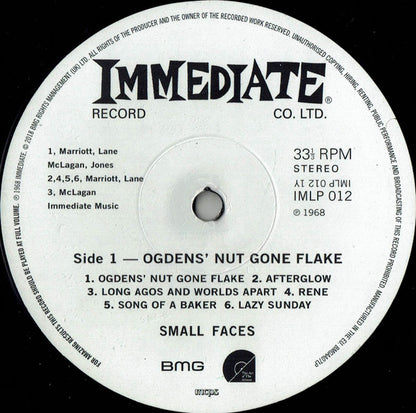 ALL RIGHTS OF THE PRODUCER AND THE OWNER OF THE RECORDED WORK RESERVED. UNAUTHORISED COPYING, HIRING, RENTING, PUBLIC PERFORMANCE AND BROADCASTING OF THIS RECORD PROHIBITED. MANUFACTURED IN THE EU. BMGAA07LP
FOR AMAZING RESULTS THIS RECORD SHOULD BE PLAYED AT FULL VOLUME. ℗ 1968 IMMEDIATE. © 2018 BMG RIGHTS MANAGEMENT (UK) LTD.
IMMEDIATE®
RECORD CO. LTD.
1, Marriott, Lane
McLagan, Jones
2,4,5,6, Marriott, Lane
3, McLagan
Immediate Music
33⅓ RPM
STEREO
IMLP 012 1Y
IMLP 012
℗ 1968
Side 1 — OGDENS' NUT GONE FLAKE
1. OGDENS' NUT GONE FLAKE 2. AFTERGLOW
3. LONG AGOS AND WORLDS APART 4. RENE
5. SONG OF A BAKER 6. LAZY SUNDAY
SMALL FACES
BMG
mcps